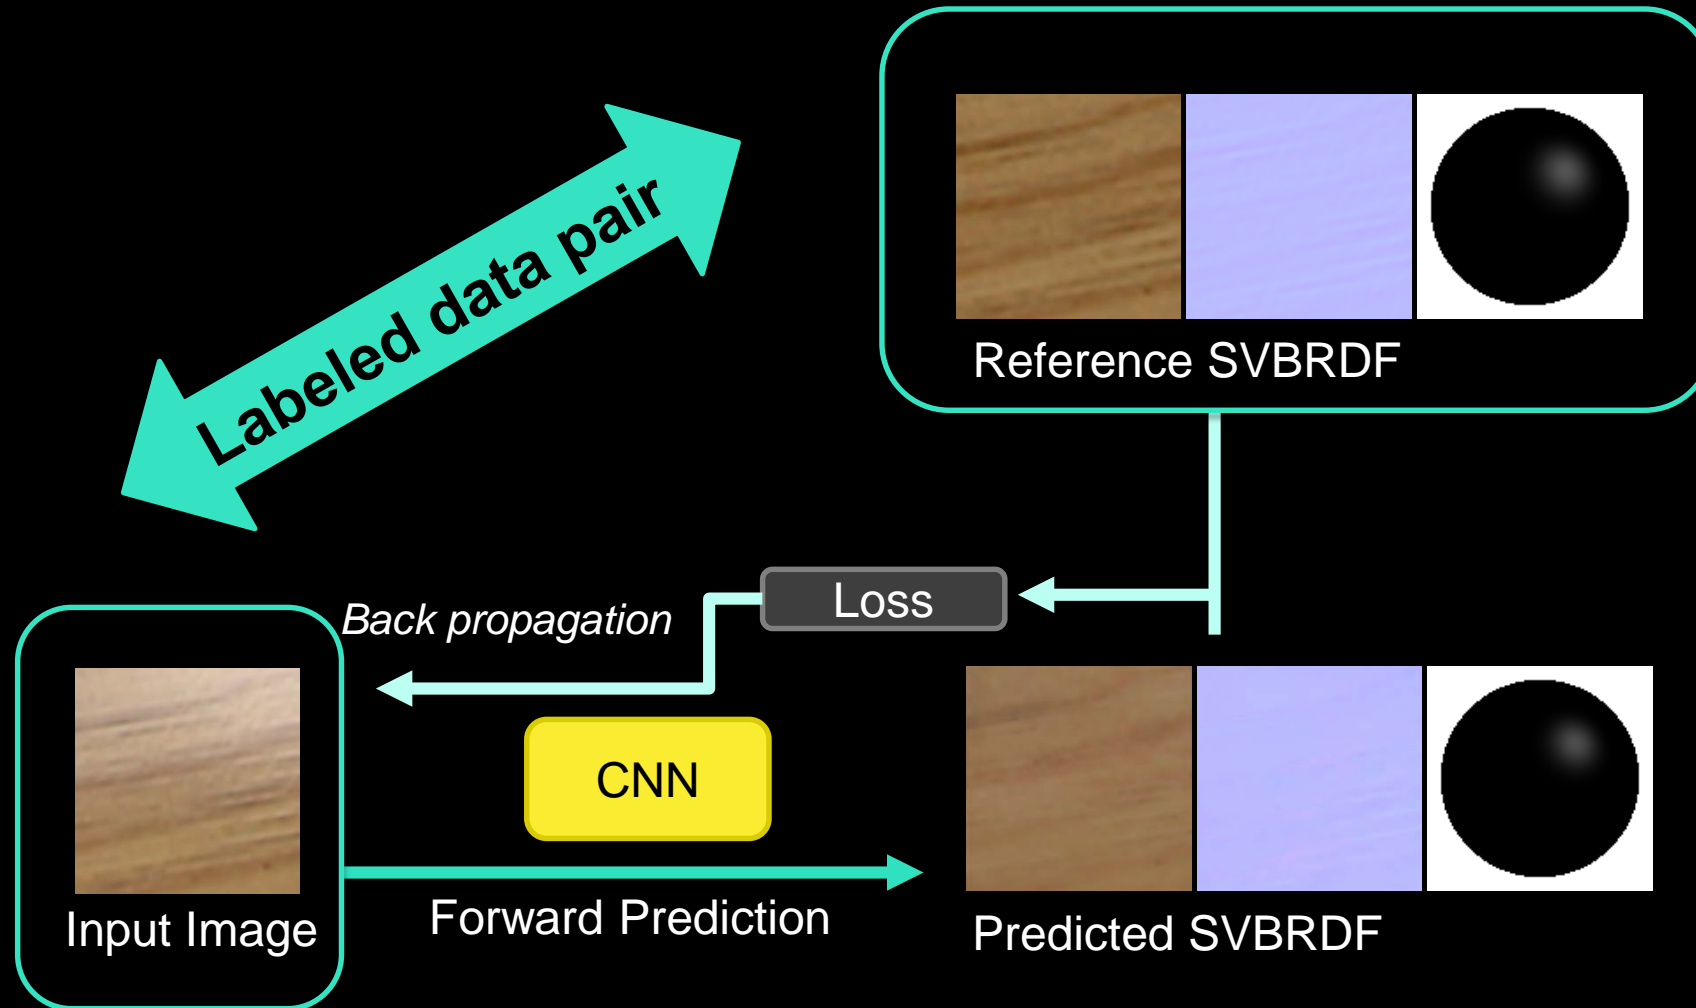 Labeled data pair
Reference SVBRDF
Loss
Back propagation
CNN
Input Image
Forward Prediction
Predicted SVBRDF